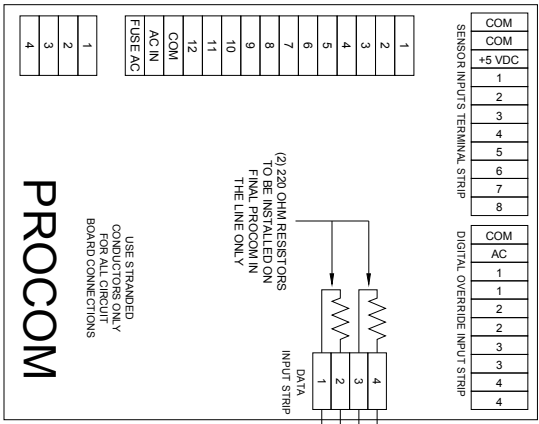 4
3
2
1
FUSE AC
AC IN
COM
12
11
10
9
8
7
6
5
4
3
2
1
SENSOR INPUTS TERMINAL STRIP
COM
COM
+5 VDC
1
2
3
4
5
6
7
8
DIGITAL OVERRIDE INPUT STRIP
COM
AC
1
1
2
2
3
3
4
4
(2) 220 OHM RESISTORS
TO BE INSTALLED ON
FINAL PROCOM IN
THE LINE ONLY
DATA
INPUT STRIP
1
2
3
4
USE STRANDED
CONDUCTORS ONLY
FOR ALL CIRCUIT
BOARD CONNECTIONS
PROCOM